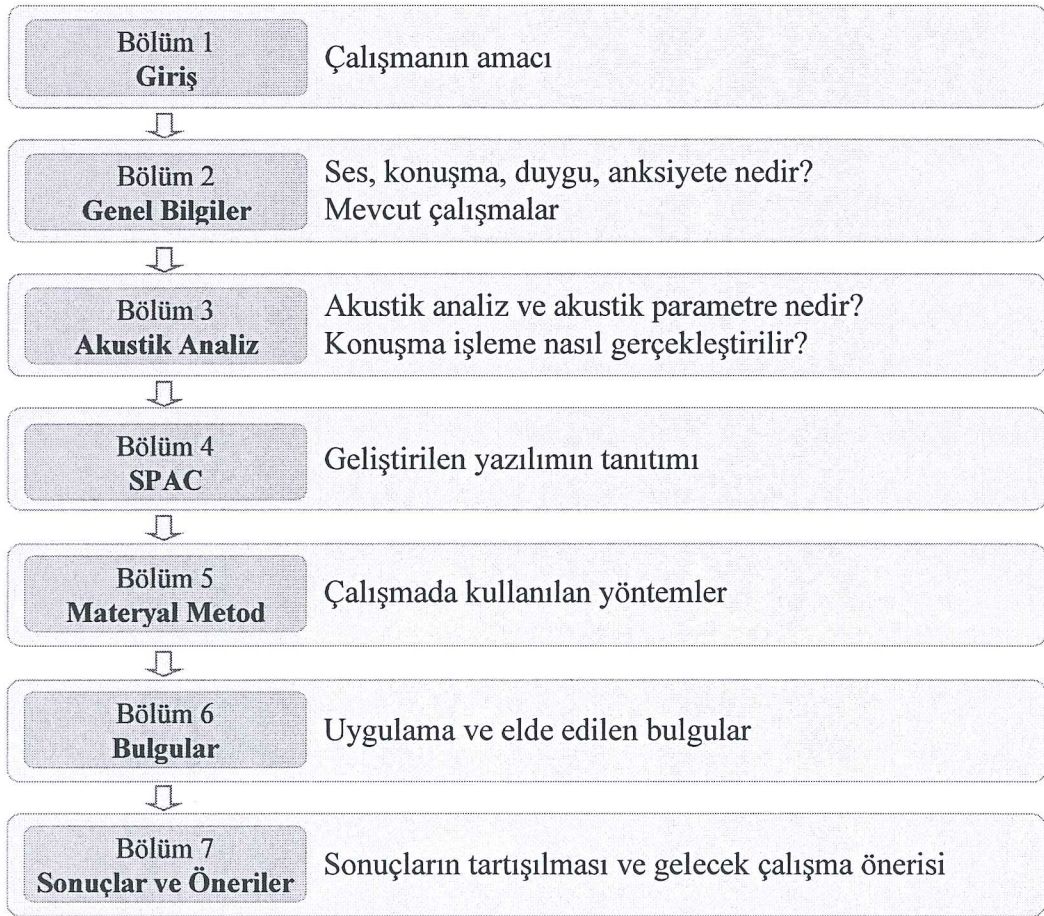 Bölüm 1
Giriş
Çalışmanın amacı
Bölüm 2
Genel Bilgiler
Ses, konuşma, duygu, anksiyete nedir?
Mevcut çalışmalar
Bölüm 3
Akustik Analiz
Akustik analiz ve akustik parametre nedir?
Konuşma işleme nasıl gerçekleştirilir?
Bölüm 4
SPAC
Geliştirilen yazılımın tanıtımı
Bölüm 5
Materyal Metod
Çalışmada kullanılan yöntemler
Bölüm 6
Bulgular
Uygulama ve elde edilen bulgular
Bölüm 7
Sonuçlar ve Öneriler
Sonuçların tartışılması ve gelecek çalışma önerisi